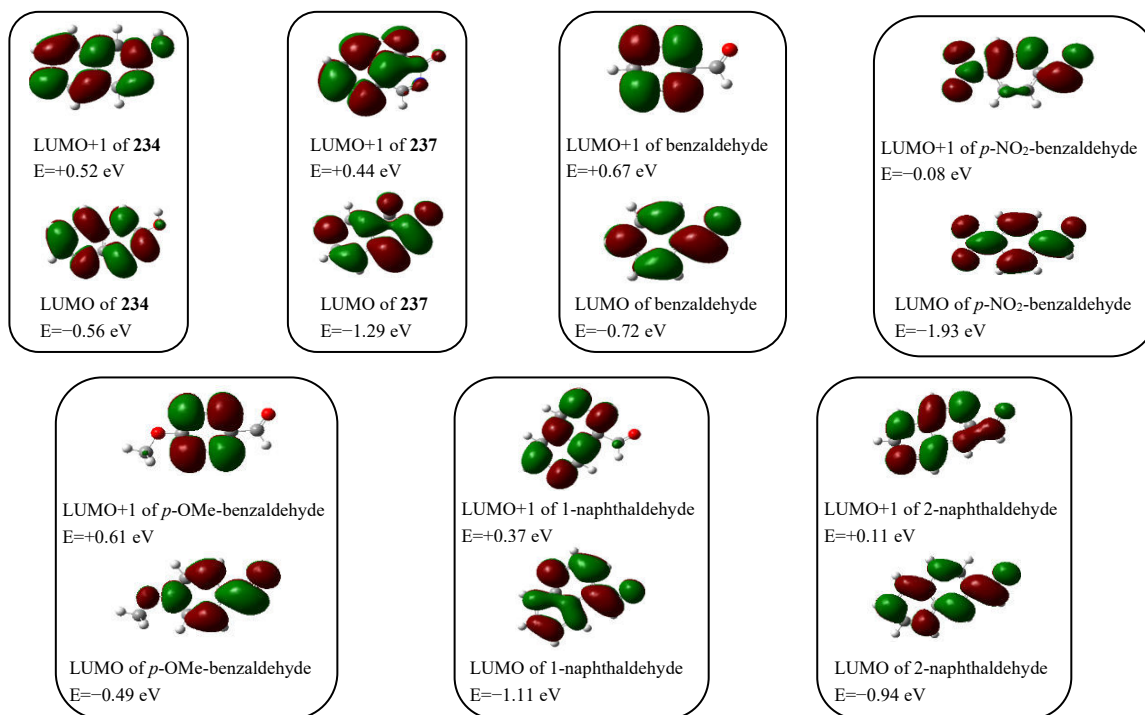 LUMO+1 of 234
E=+0.52 eV
LUMO of 234
E=−0.56 eV
LUMO+1 of 237
E=+0.44 eV
LUMO of 237
E=−1.29 eV
LUMO+1 of benzaldehyde
E=+0.67 eV
LUMO of benzaldehyde
E=−0.72 eV
LUMO+1 of p-NO₂-benzaldehyde
E=−0.08 eV
LUMO of p-NO₂-benzaldehyde
E=−1.93 eV
LUMO+1 of p-OMe-benzaldehyde
E=+0.61 eV
LUMO of p-OMe-benzaldehyde
E=−0.49 eV
LUMO+1 of 1-naphthaldehyde
E=+0.37 eV
LUMO of 1-naphthaldehyde
E=−1.11 eV
LUMO+1 of 2-naphthaldehyde
E=+0.11 eV
LUMO of 2-naphthaldehyde
E=−0.94 eV